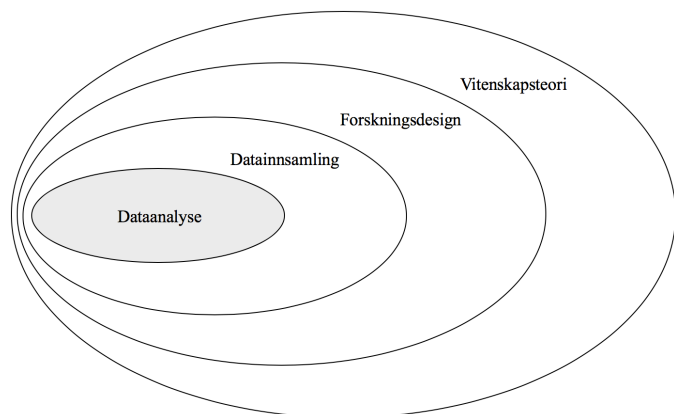 Vitenskapsteori
Forskningsdesign
Datainnsamling
Dataanalyse